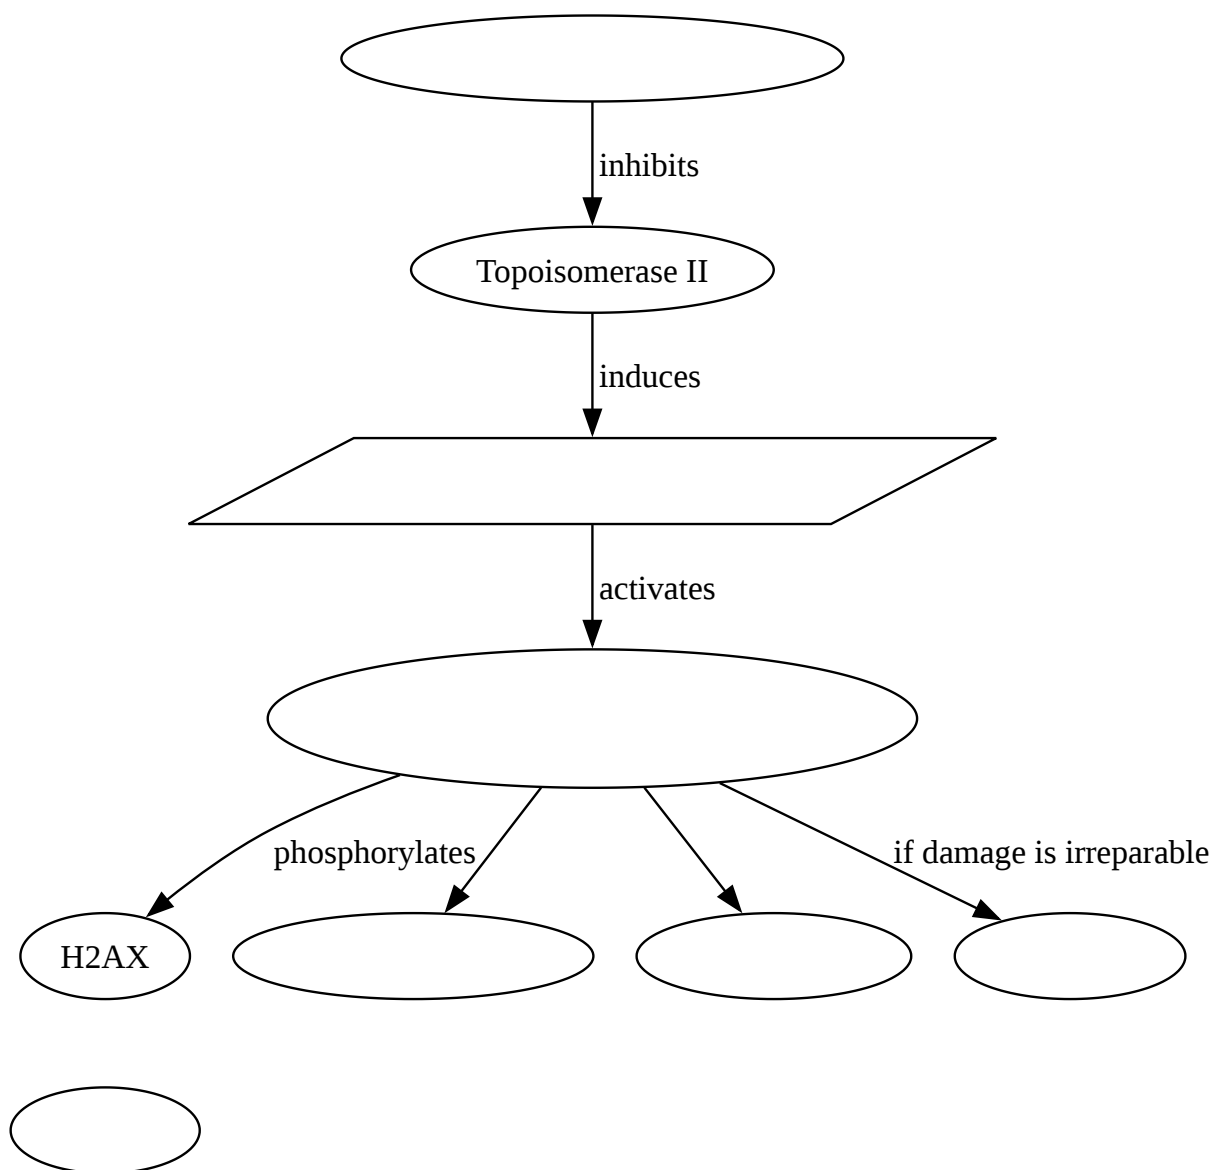 inhibits
Topoisomerase II
induces
activates
phosphorylates
if damage is irreparable
H2AX